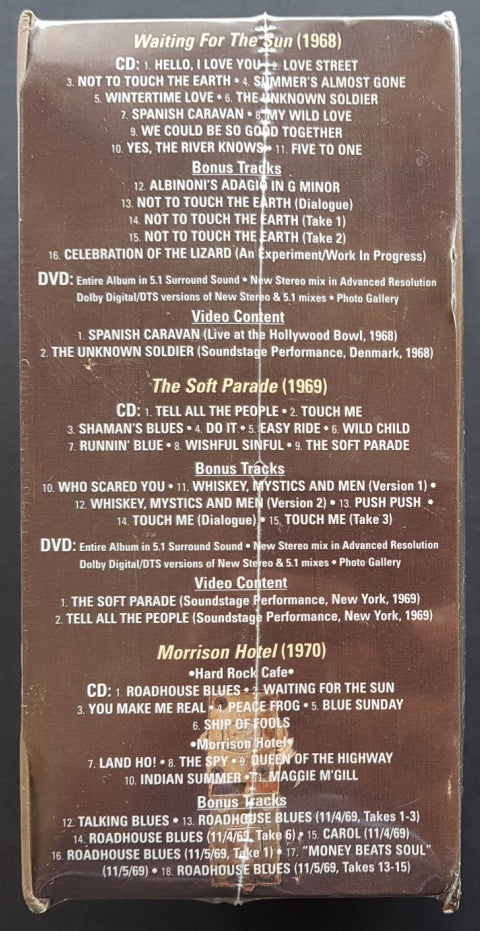 Waiting For The Sun (1968)
CD: 1. HELLO, I LOVE YOU • 2. LOVE STREET
3. NOT TO TOUCH THE EARTH • 4. SUMMER'S ALMOST GONE
5. WINTERTIME LOVE • 6. THE UNKNOWN SOLDIER
7. SPANISH CARAVAN • 8. MY WILD LOVE
9. WE COULD BE SO GOOD TOGETHER
10. YES, THE RIVER KNOWS • 11. FIVE TO ONE
Bonus Tracks
12. ALBINONI'S ADAGIO IN G MINOR
13. NOT TO TOUCH THE EARTH (Dialogue)
14. NOT TO TOUCH THE EARTH (Take 1)
15. NOT TO TOUCH THE EARTH (Take 2)
16. CELEBRATION OF THE LIZARD (An Experiment/Work In Progress)
DVD: Entire Album in 5.1 Surround Sound • New Stereo mix in Advanced Resolution
Dolby Digital/DTS versions of New Stereo & 5.1 mixes • Photo Gallery
Video Content
1. SPANISH CARAVAN (Live at the Hollywood Bowl, 1968)
2. THE UNKNOWN SOLDIER (Soundstage Performance, Denmark, 1968)
The Soft Parade (1969)
CD: 1. TELL ALL THE PEOPLE • 2. TOUCH ME
3. SHAMAN'S BLUES • 4. DO IT • 5. EASY RIDE • 6. WILD CHILD
7. RUNNIN' BLUE • 8. WISHFUL SINFUL • 9. THE SOFT PARADE
Bonus Tracks
10. WHO SCARED YOU • 11. WHISKEY, MYSTICS AND MEN (Version 1) •
12. WHISKEY, MYSTICS AND MEN (Version 2) • 13. PUSH PUSH •
14. TOUCH ME (Dialogue) • 15. TOUCH ME (Take 3)
DVD: Entire Album in 5.1 Surround Sound • New Stereo mix in Advanced Resolution
Dolby Digital/DTS versions of New Stereo & 5.1 mixes • Photo Gallery
Video Content
1. THE SOFT PARADE (Soundstage Performance, New York, 1969)
2. TELL ALL THE PEOPLE (Soundstage Performance, New York, 1969)
Morrison Hotel (1970)
•Hard Rock Cafe•
CD: 1. ROADHOUSE BLUES • 2. WAITING FOR THE SUN
3. YOU MAKE ME REAL • 4. PEACE FROG • 5. BLUE SUNDAY
6. SHIP OF FOOLS
•Morrison Hotel•
7. LAND HO! • 8. THE SPY • 9. QUEEN OF THE HIGHWAY
10. INDIAN SUMMER • 11. MAGGIE M'GILL
Bonus Tracks
12. TALKING BLUES • 13. ROADHOUSE BLUES (11/4/69, Takes 1-3)
14. ROADHOUSE BLUES (11/4/69, Take 6) • 15. CAROL (11/4/69)
16. ROADHOUSE BLUES (11/5/69, Take 1) • 17. "MONEY BEATS SOUL"
(11/5/69) • 18. ROADHOUSE BLUES (11/5/69, Takes 13-15)